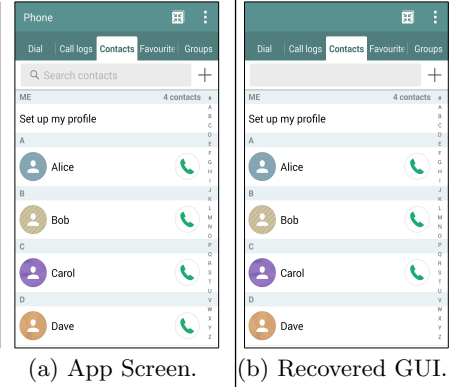 Phone
Dial Call logs Contacts Favourite Groups
Search contacts
ME 4 contacts #
Set up my profile
A
Alice
B
Bob
C
Carol
D
Dave
A
B
C
D
E
F
G
H
I
J
K
L
M
N
O
P
Q
R
S
T
U
V
W
X
Y
Z
(a) App Screen.
Dial Call logs Contacts Favourite Groups
ME 4 contacts #
Set up my profile
A
Alice
B
Bob
C
Carol
D
Dave
A
B
C
D
E
F
G
H
I
J
K
L
M
N
O
P
Q
R
S
T
U
V
W
X
Y
Z
(b) Recovered GUI.